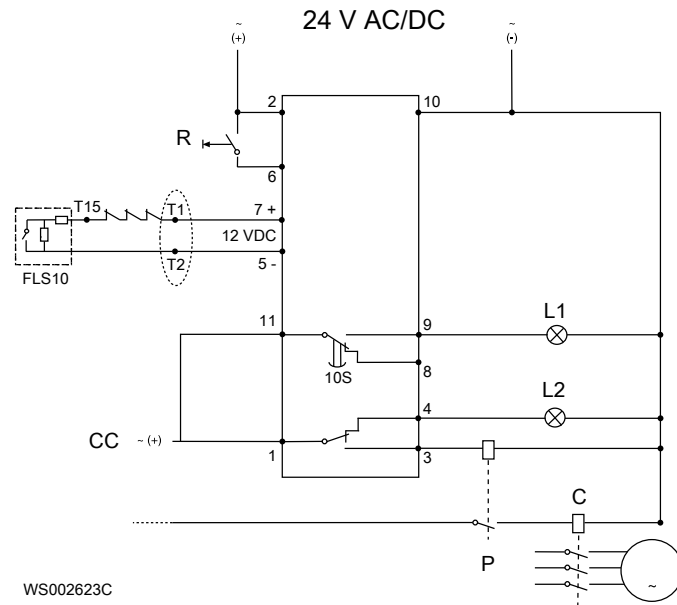 24 V AC/DC
~
(+)
~
(-)
2
10
R
6
T15
T1
7 +
12 VDC
T2
5 -
FLS10
11
9
L1
8
10S
L2
4
CC ~ (+)
1
3
C
P
~
WS002623C